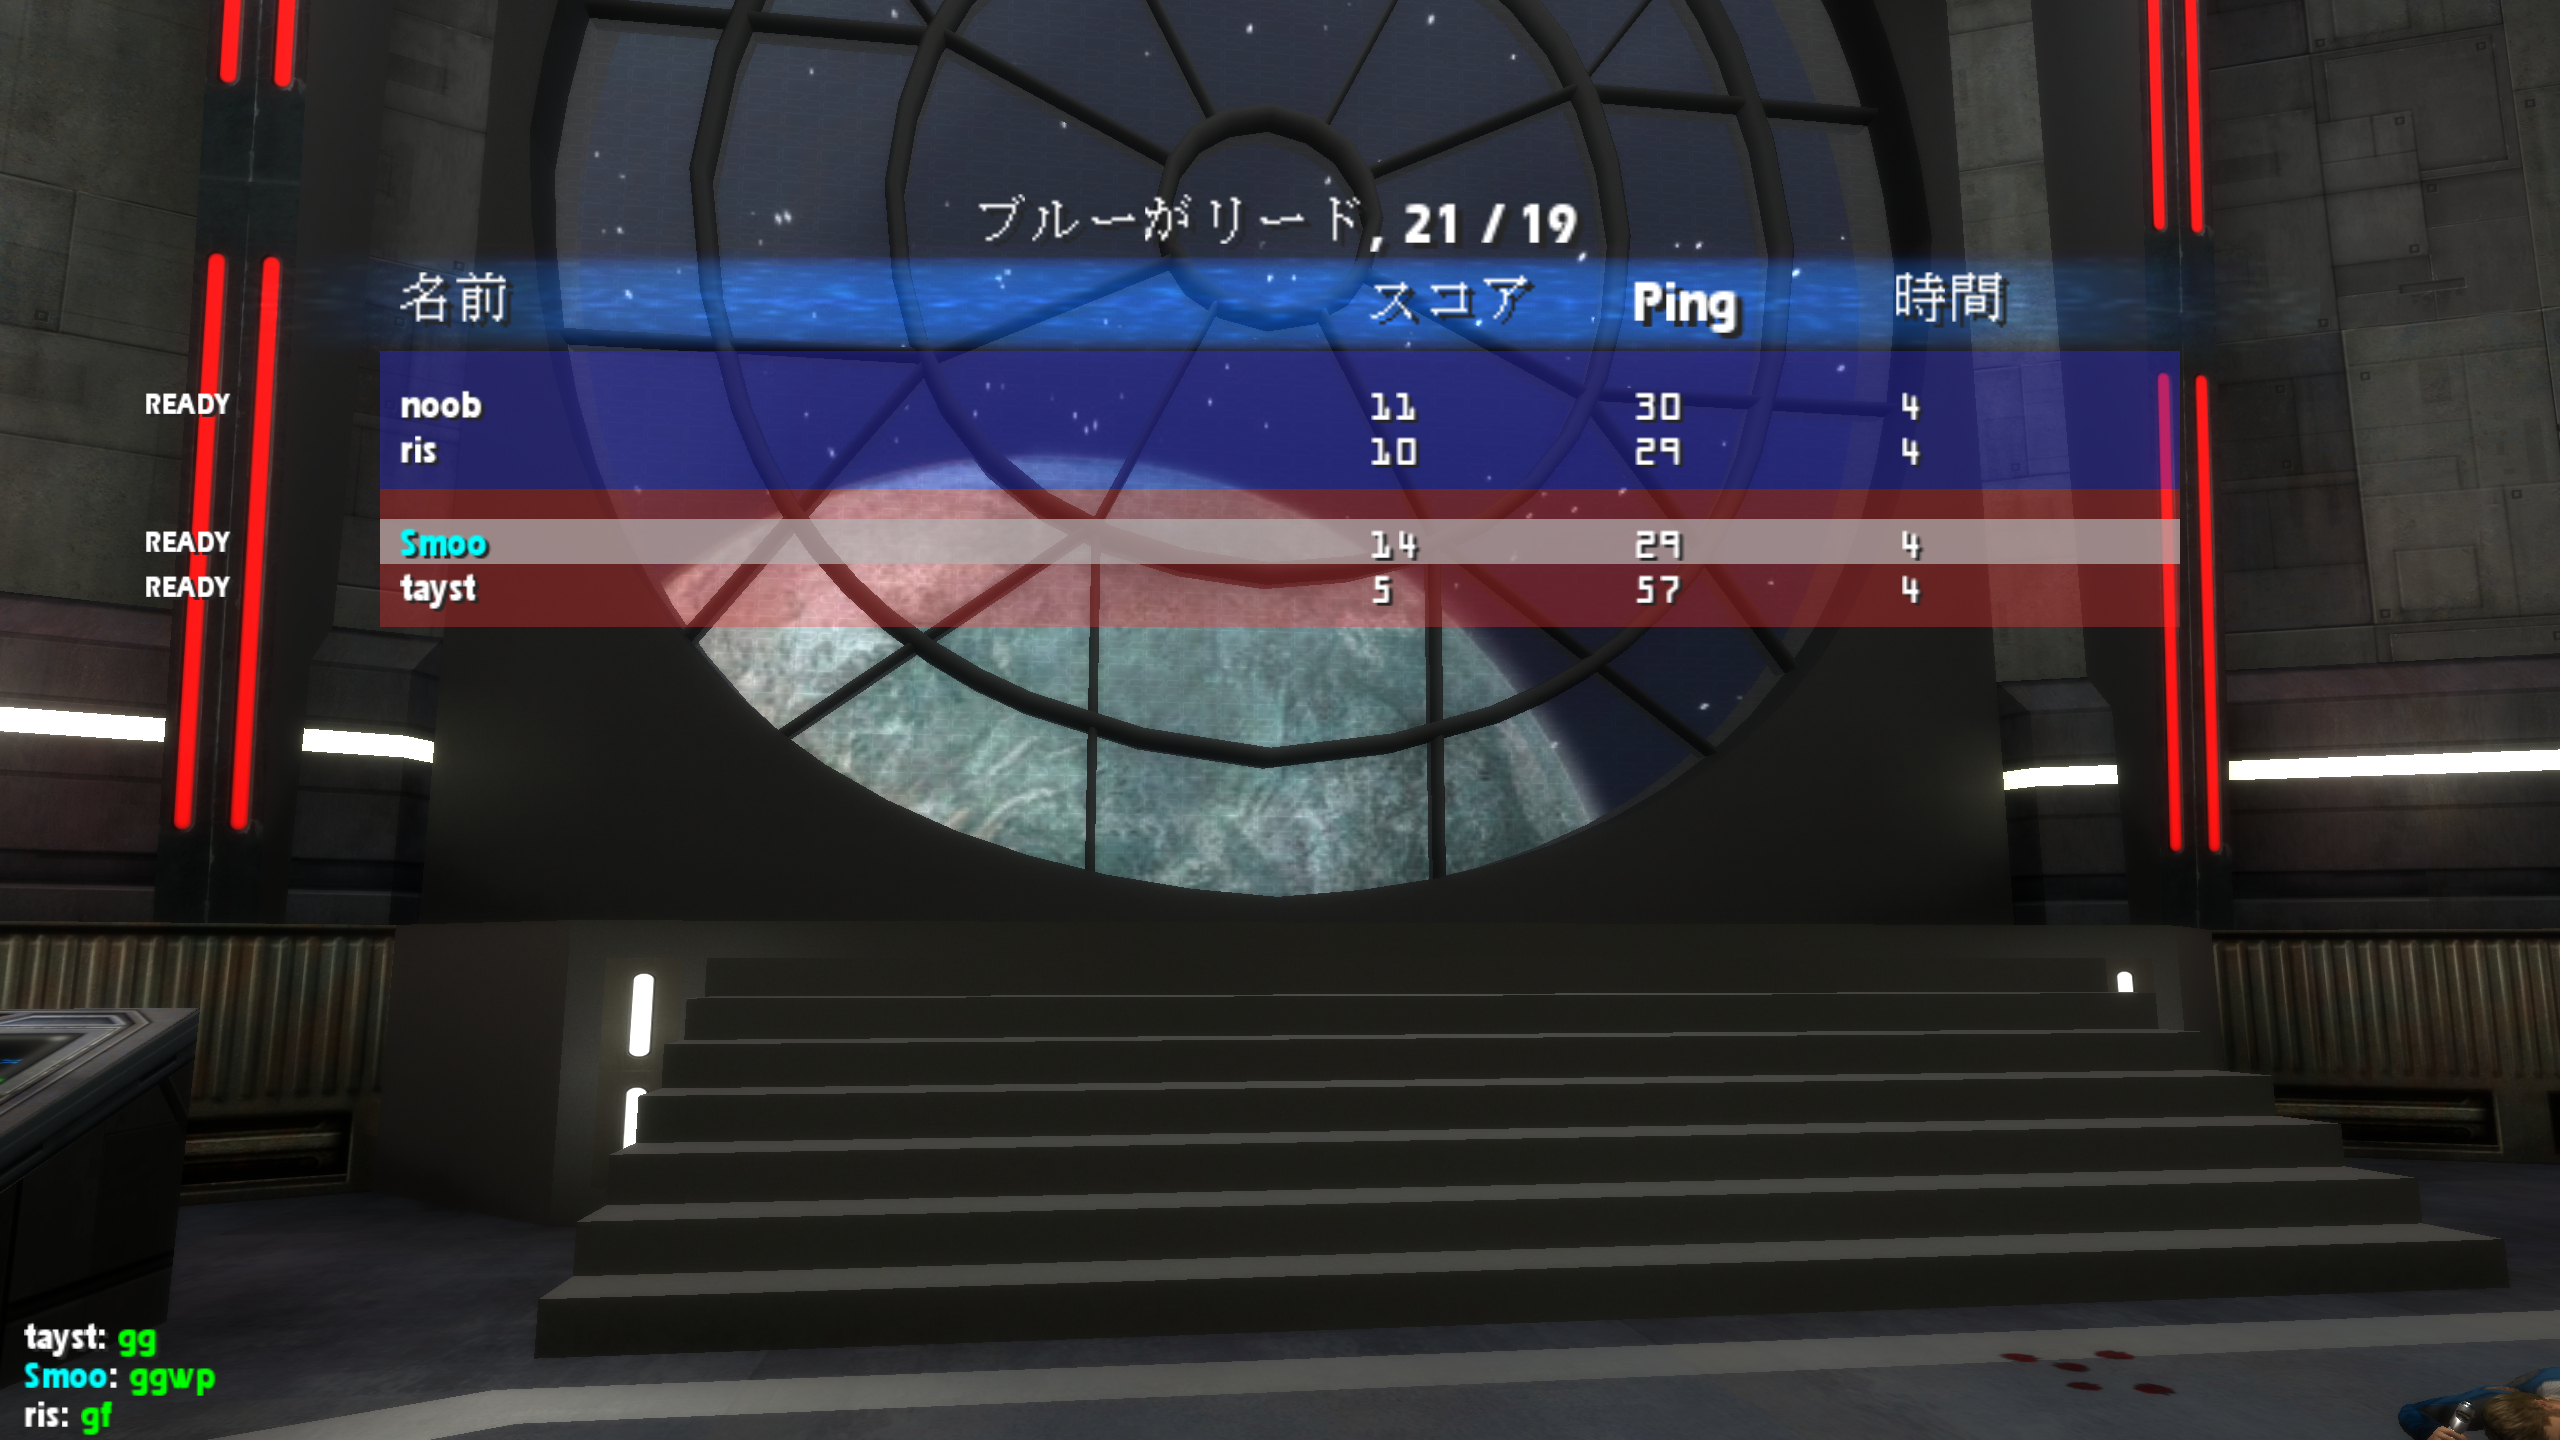 ブルーがリード, 21 / 19
名前 スコア Ping 時間
READY noob 11 30 4
ris 10 29 4
READY Smoo 14 29 4
READY tayst 5 57 4
tayst: gg
Smoo: ggwp
ris: gf